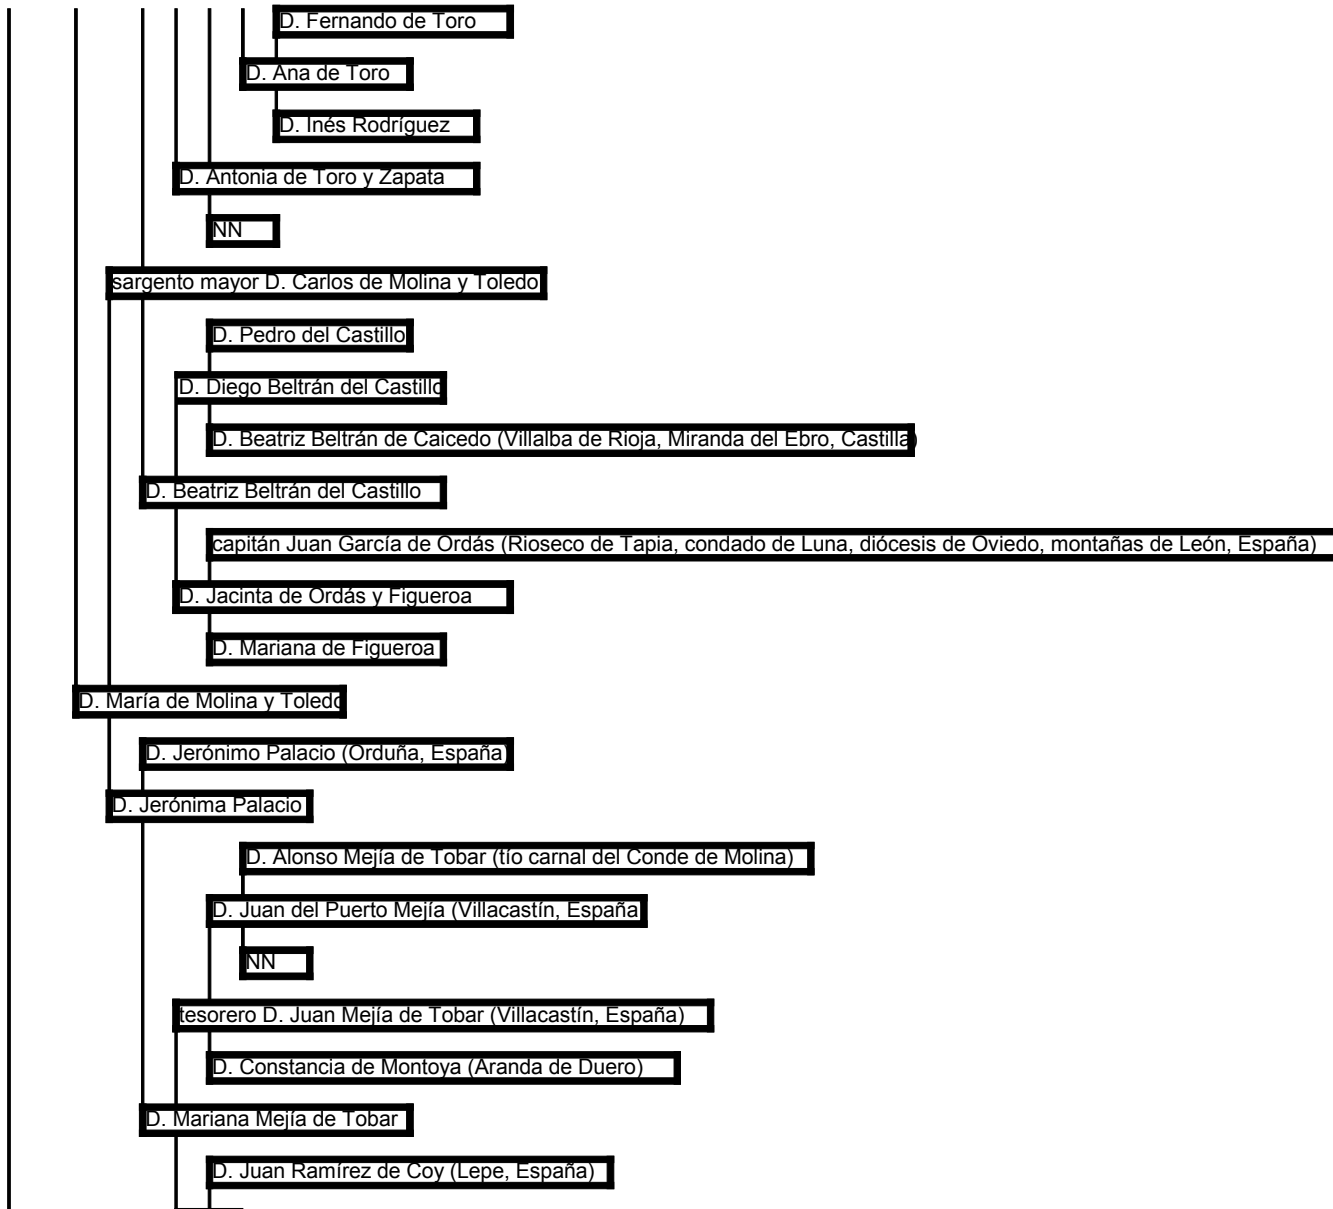 D. Fernando de Toro
D. Ana de Toro
D. Inés Rodríguez
D. Antonia de Toro y Zapata
NN
sargento mayor D. Carlos de Molina y Toledo
D. Pedro del Castillo
D. Diego Beltrán del Castillo
D. Beatriz Beltrán de Caicedo (Villalba de Rioja, Miranda del Ebro, Castilla)
D. Beatriz Beltrán del Castillo
capitán Juan García de Ordás (Rioseco de Tapia, condado de Luna, diócesis de Oviedo, montañas de León, España)
D. Jacinta de Ordás y Figueroa
D. Mariana de Figueroa
D. María de Molina y Toledo
D. Jerónimo Palacio (Orduña, España)
D. Jerónima Palacio
D. Alonso Mejía de Tobar (tío carnal del Conde de Molina)
D. Juan del Puerto Mejía (Villacastín, España
NN
tesorero D. Juan Mejía de Tobar (Villacastín, España)
D. Constancia de Montoya (Aranda de Duero)
D. Mariana Mejía de Tobar
D. Juan Ramírez de Coy (Lepe, España)